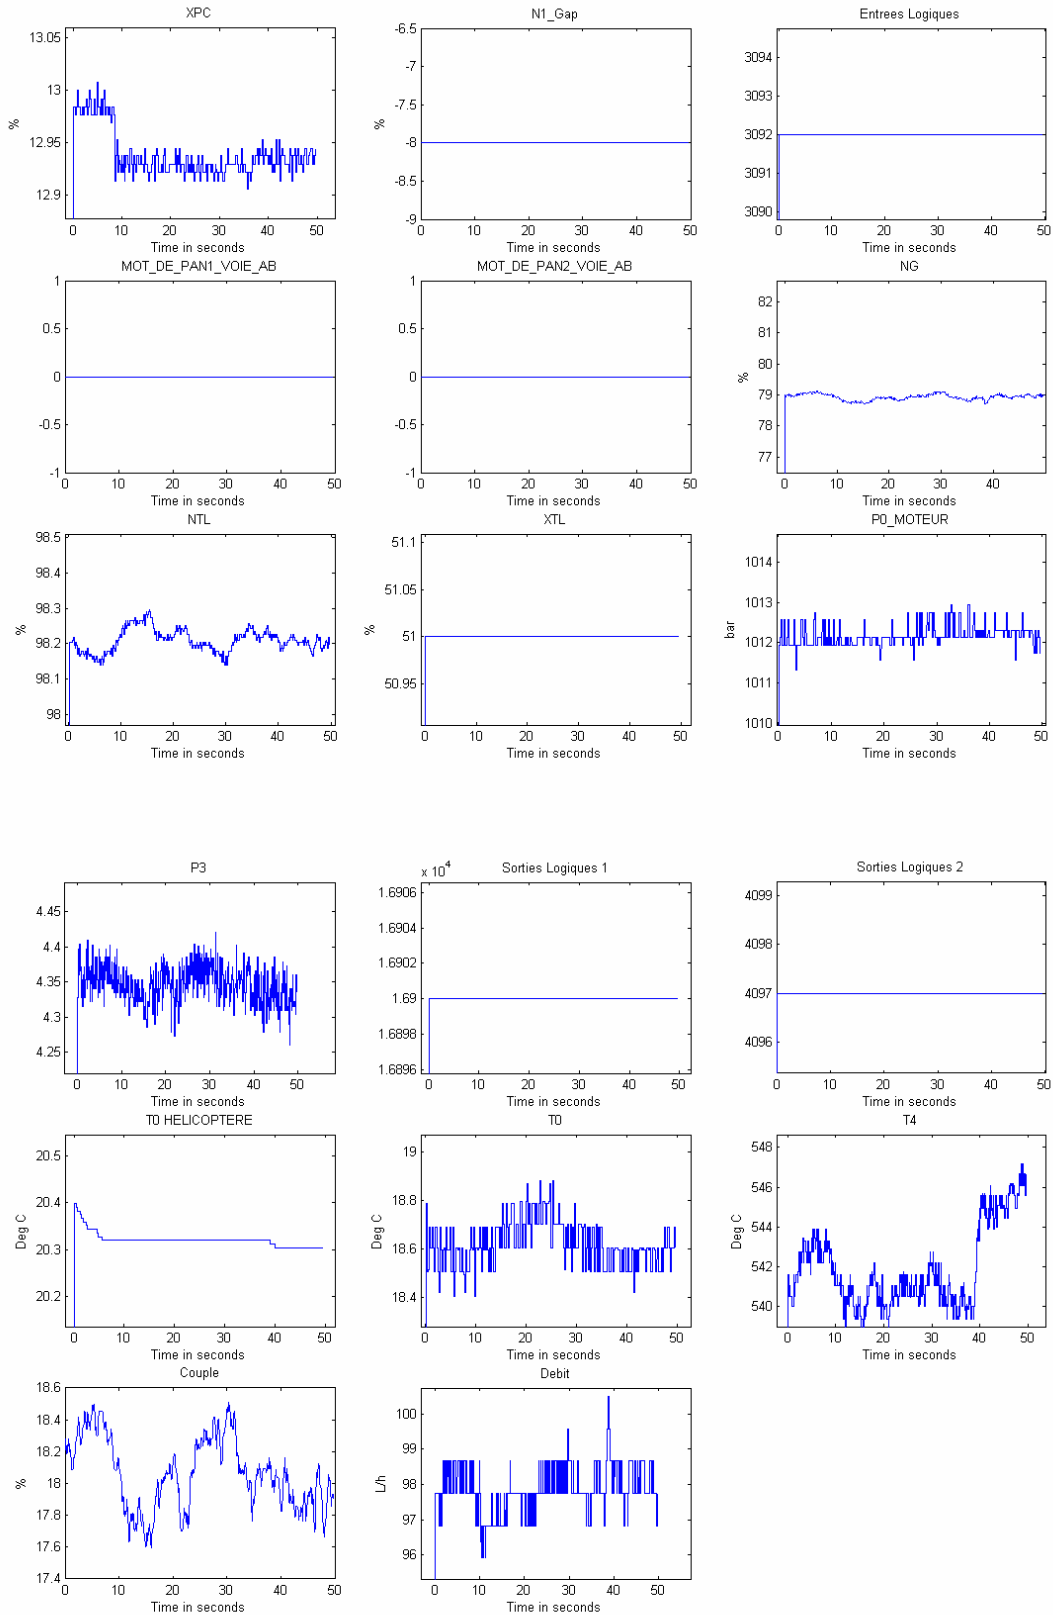 XPC
13.05
13
12.95
12.9
%
0 10 20 30 40 50
Time in seconds
N1_Gap
-6.5
-7
-7.5
-8
-8.5
-9
%
0 10 20 30 40 50
Time in seconds
Entrees Logiques
3094
3093
3092
3091
3090
0 10 20 30 40 50
Time in seconds
MOT_DE_PAN1_VOIE_AB
1
0.5
0
-0.5
-1
0 10 20 30 40 50
Time in seconds
MOT_DE_PAN2_VOIE_AB
1
0.5
0
-0.5
-1
0 10 20 30 40 50
Time in seconds
NG
82
81
80
79
78
77
%
0 10 20 30 40 50
Time in seconds
NTL
98.5
98.4
98.3
98.2
98.1
98
%
0 10 20 30 40 50
Time in seconds
XTL
51.1
51.05
51
50.95
%
0 10 20 30 40 50
Time in seconds
P0_MOTEUR
1014
1013
1012
1011
1010
bar
0 10 20 30 40 50
Time in seconds
P3
4.45
4.4
4.35
4.3
4.25
0 10 20 30 40 50
Time in seconds
Sorties Logiques 1
x 10^4
1.6906
1.6904
1.6902
1.69
1.6898
1.6896
0 10 20 30 40 50
Time in seconds
Sorties Logiques 2
4099
4098
4097
4096
0 10 20 30 40 50
Time in seconds
T0 HELICOPTERE
20.5
20.4
20.3
20.2
Deg C
0 10 20 30 40 50
Time in seconds
T0
19
18.8
18.6
18.4
Deg C
0 10 20 30 40 50
Time in seconds
T4
548
546
544
542
540
Deg C
0 10 20 30 40 50
Time in seconds
Couple
18.6
18.4
18.2
18
17.8
17.6
17.4
%
0 10 20 30 40 50
Time in seconds
Debit
100
99
98
97
96
L/h
0 10 20 30 40 50
Time in seconds